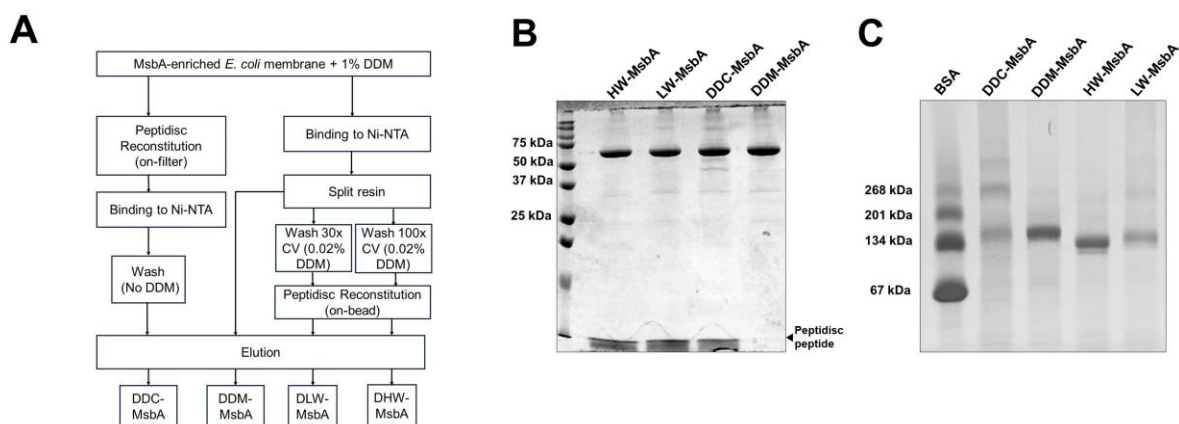 A
MsbA-enriched E. coli membrane + 1% DDM
Peptidisc
Reconstitution
(on-filter)
Binding to Ni-NTA
Binding to Ni-NTA
Split resin
Wash 30x
CV (0.02%
DDM)
Wash 100x
CV (0.02%
DDM)
Wash
(No DDM)
Peptidisc Reconstitution
(on-bead)
Elution
DDC-
MsbA
DDM-
MsbA
DLW-
MsbA
DHW-
MsbA
B
HW-MsbA
LW-MsbA
DDC-MsbA
DDM-MsbA
75 kDa
50 kDa
37 kDa
25 kDa
Peptidisc
peptide
C
BSA
DDC-MsbA
DDM-MsbA
HW-MsbA
LW-MsbA
268 kDa
201 kDa
134 kDa
67 kDa